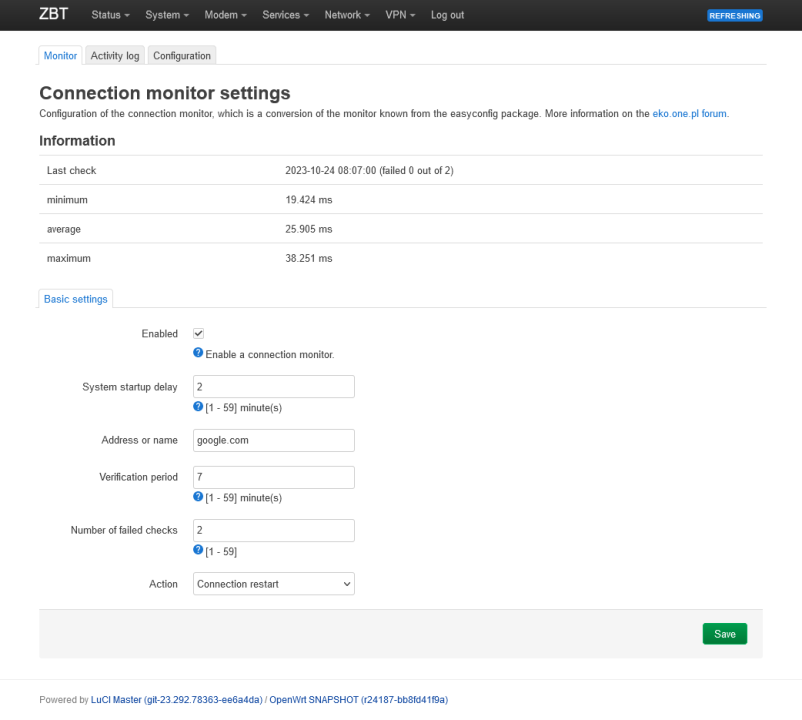 ZBT Status System Modem Services Network VPN Log out REFRESHING
Monitor Activity log Configuration
Connection monitor settings
Configuration of the connection monitor, which is a conversion of the monitor known from the easyconfig package. More information on the eko.one.pl forum.
Information
Last check 2023-10-24 08:07:00 (failed 0 out of 2)
minimum 19.424 ms
average 25.905 ms
maximum 38.251 ms
Basic settings
Enabled
? Enable a connection monitor.
System startup delay 2
? [1 - 59] minute(s)
Address or name google.com
Verification period 7
? [1 - 59] minute(s)
Number of failed checks 2
? [1 - 59]
Action Connection restart
Save
Powered by LuCI Master (git-23.292.78363-ee6a4da) / OpenWrt SNAPSHOT (r24187-bb8fd41f9a)